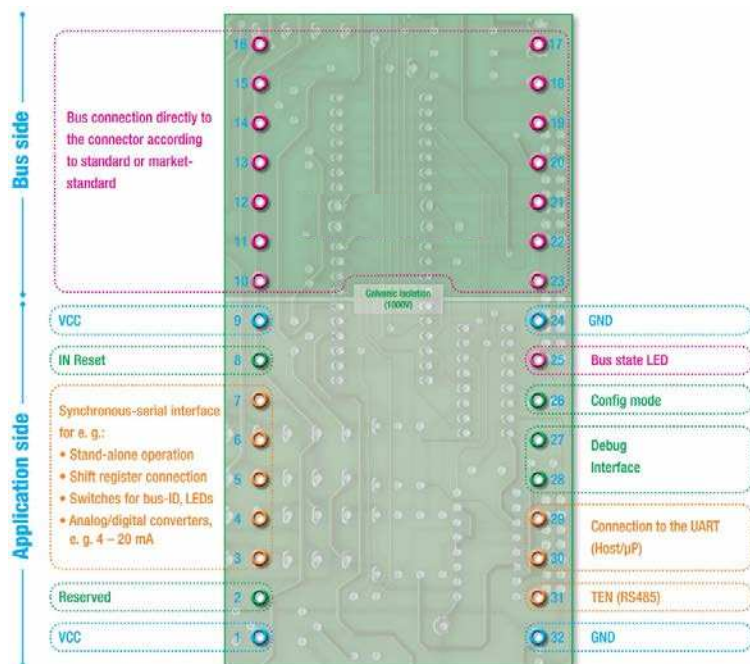 Bus side
Application side
Bus connection directly to
the connector according
to standard or market-
standard
16
15
14
13
12
11
10
17
18
19
20
21
22
23
Galvanic isolation
(1000V)
VCC
9
24
GND
IN Reset
8
25
Bus state LED
Synchronous-serial interface
for e. g.:
• Stand-alone operation
• Shift register connection
• Switches for bus-ID, LEDs
• Analog/digital converters,
e. g. 4 – 20 mA
7
6
5
4
3
26
Config mode
27
28
Debug
Interface
29
30
Connection to the UART
(Host/µP)
Reserved
2
31
TEN (RS485)
VCC
1
32
GND